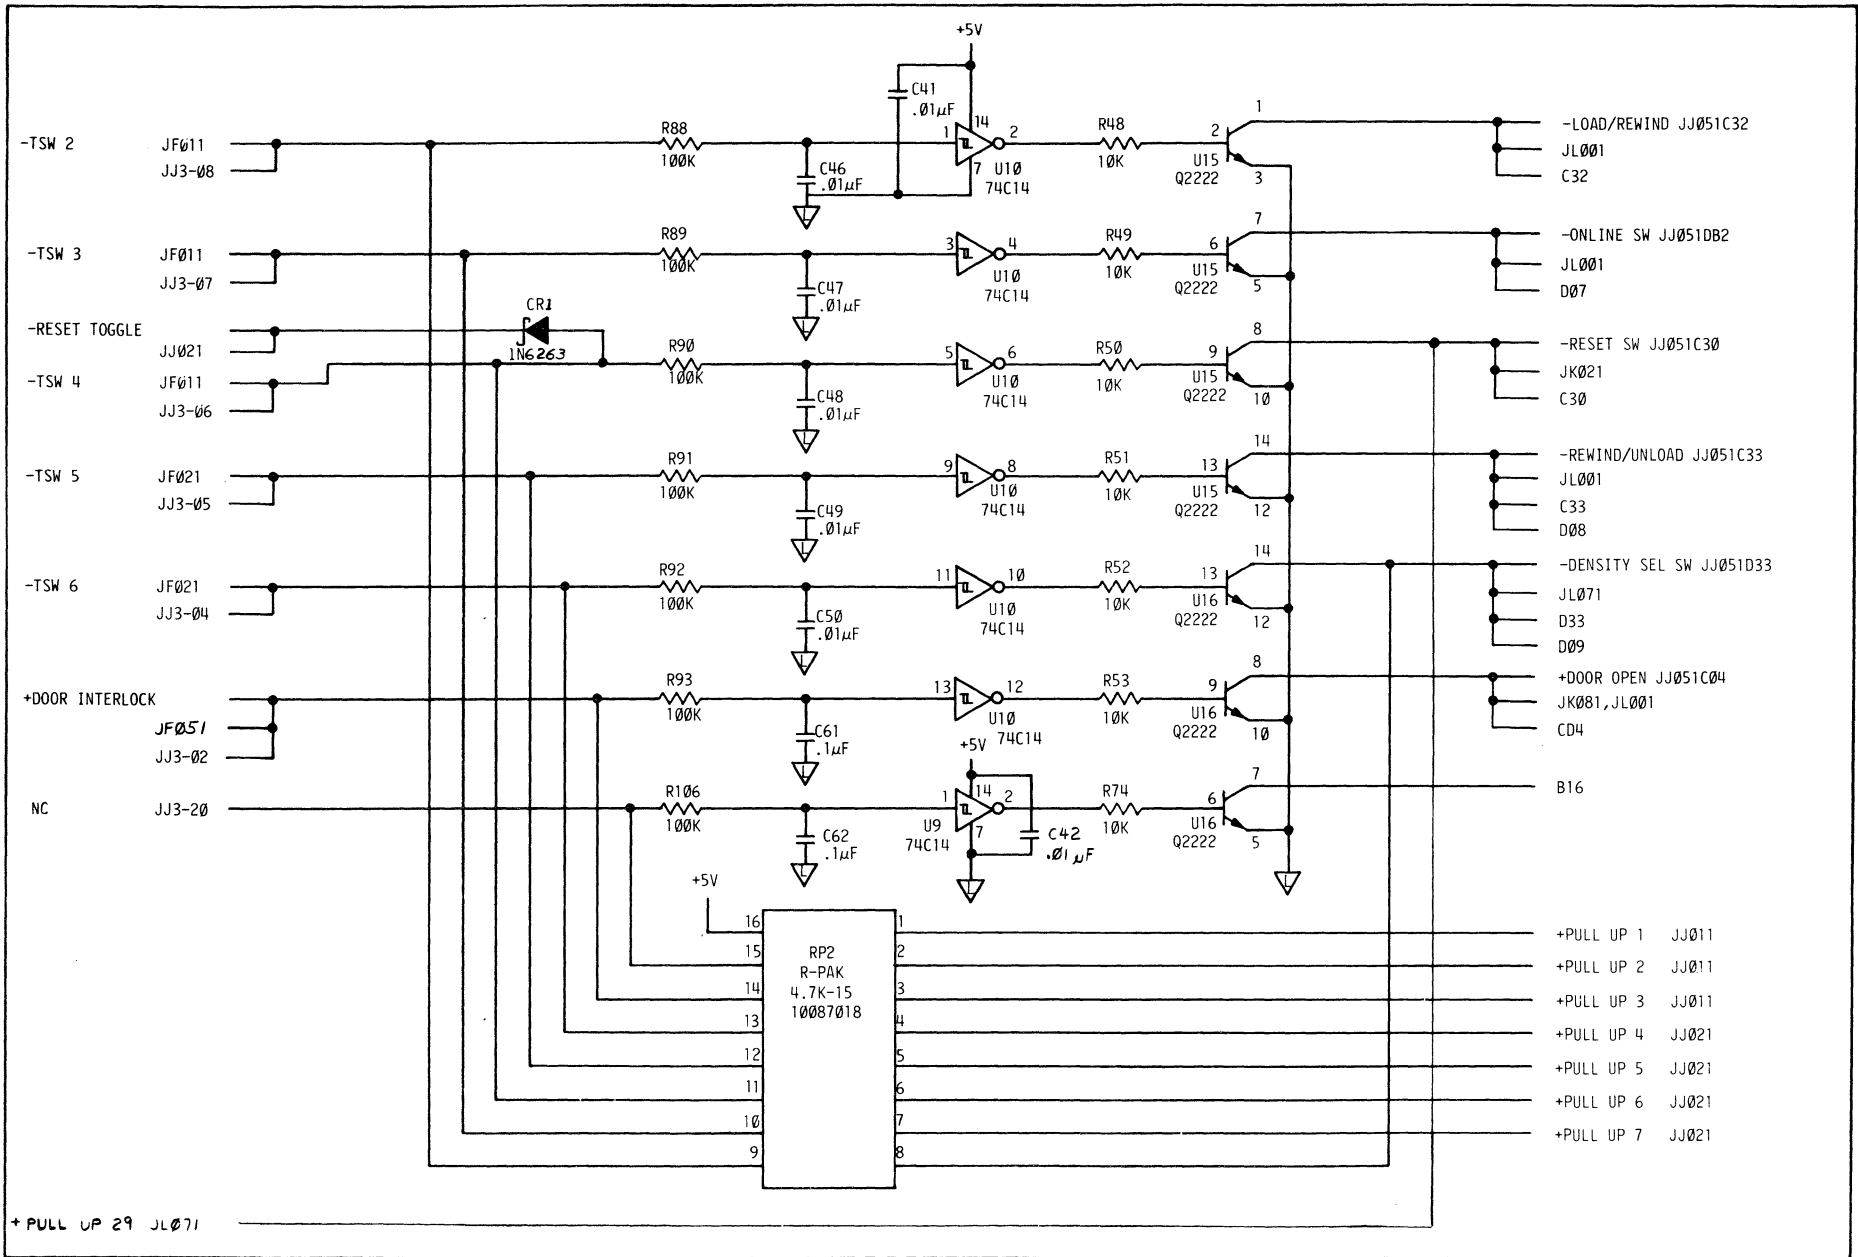 +5V
C41
.01µF
-TSW 2 JF011
JJ3-08
R88
100K
C46
.01µF
1 14 2
7
U10
74C14
R48
10K
1
2
U15
Q2222 3
-LOAD/REWIND JJ051C32
JL001
C32
-TSW 3 JF011
JJ3-07
R89
100K
C47
.01µF
3 4
U10
74C14
R49
10K
7
6
U15
Q2222 5
-ONLINE SW JJ051DB2
JL001
D07
-RESET TOGGLE
JJ021
CR1
1N6263
-TSW 4 JF011
JJ3-06
R90
100K
C48
.01µF
5 6
U10
74C14
R50
10K
8
9
U15
Q2222 10
-RESET SW JJ051C30
JK021
C30
-TSW 5 JF021
JJ3-05
R91
100K
C49
.01µF
9 8
U10
74C14
R51
10K
14
13
U15
Q2222 12
-REWIND/UNLOAD JJ051C33
JL001
C33
D08
-TSW 6 JF021
JJ3-04
R92
100K
C50
.01µF
11 10
U10
74C14
R52
10K
14
13
U16
Q2222 12
-DENSITY SEL SW JJ051D33
JL071
D33
D09
+DOOR INTERLOCK
JF051
JJ3-02
R93
100K
C61
.1µF
13 12
U10
74C14
R53
10K
8
9
U16
Q2222 10
+DOOR OPEN JJ051C04
JK081,JL001
CD4
NC JJ3-20
R106
100K
C62
.1µF
+5V
1 14 2
7
U9
74C14
C42
.01µF
R74
10K
7
6
U16
Q2222 5
B16
+5V
RP2
R-PAK
4.7K-15
10087018
16 1 +PULL UP 1 JJ011
15 2 +PULL UP 2 JJ011
14 3 +PULL UP 3 JJ011
13 4 +PULL UP 4 JJ021
12 5 +PULL UP 5 JJ021
11 6 +PULL UP 6 JJ021
10 7 +PULL UP 7 JJ021
9 8
+ PULL UP 29 JL071
L
L
L
L
L
L
L
L
L